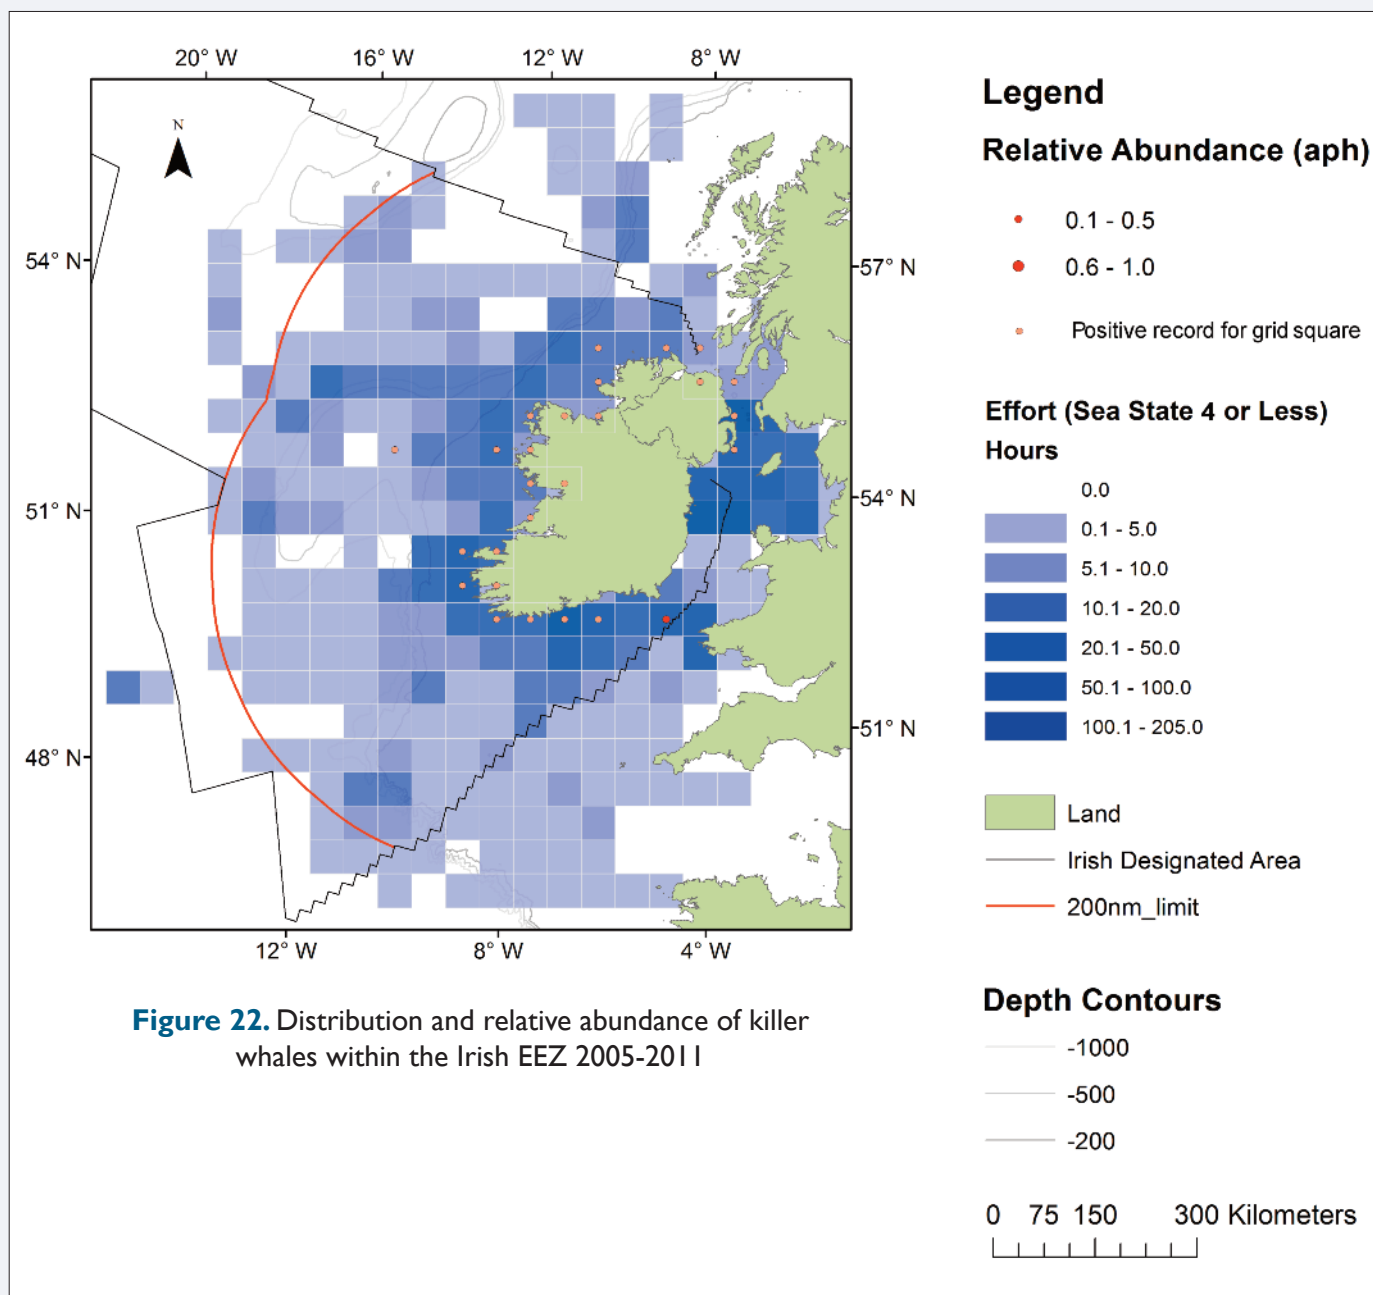 20° W 16° W 12° W 8° W
N
54° N
57° N
51° N
54° N
48° N
51° N
12° W 8° W 4° W
Figure 22. Distribution and relative abundance of killer
whales within the Irish EEZ 2005-2011
Legend
Relative Abundance (aph)
0.1 - 0.5
0.6 - 1.0
Positive record for grid square
Effort (Sea State 4 or Less)
Hours
0.0
0.1 - 5.0
5.1 - 10.0
10.1 - 20.0
20.1 - 50.0
50.1 - 100.0
100.1 - 205.0
Land
Irish Designated Area
200nm_limit
Depth Contours
-1000
-500
-200
0 75 150 300 Kilometers